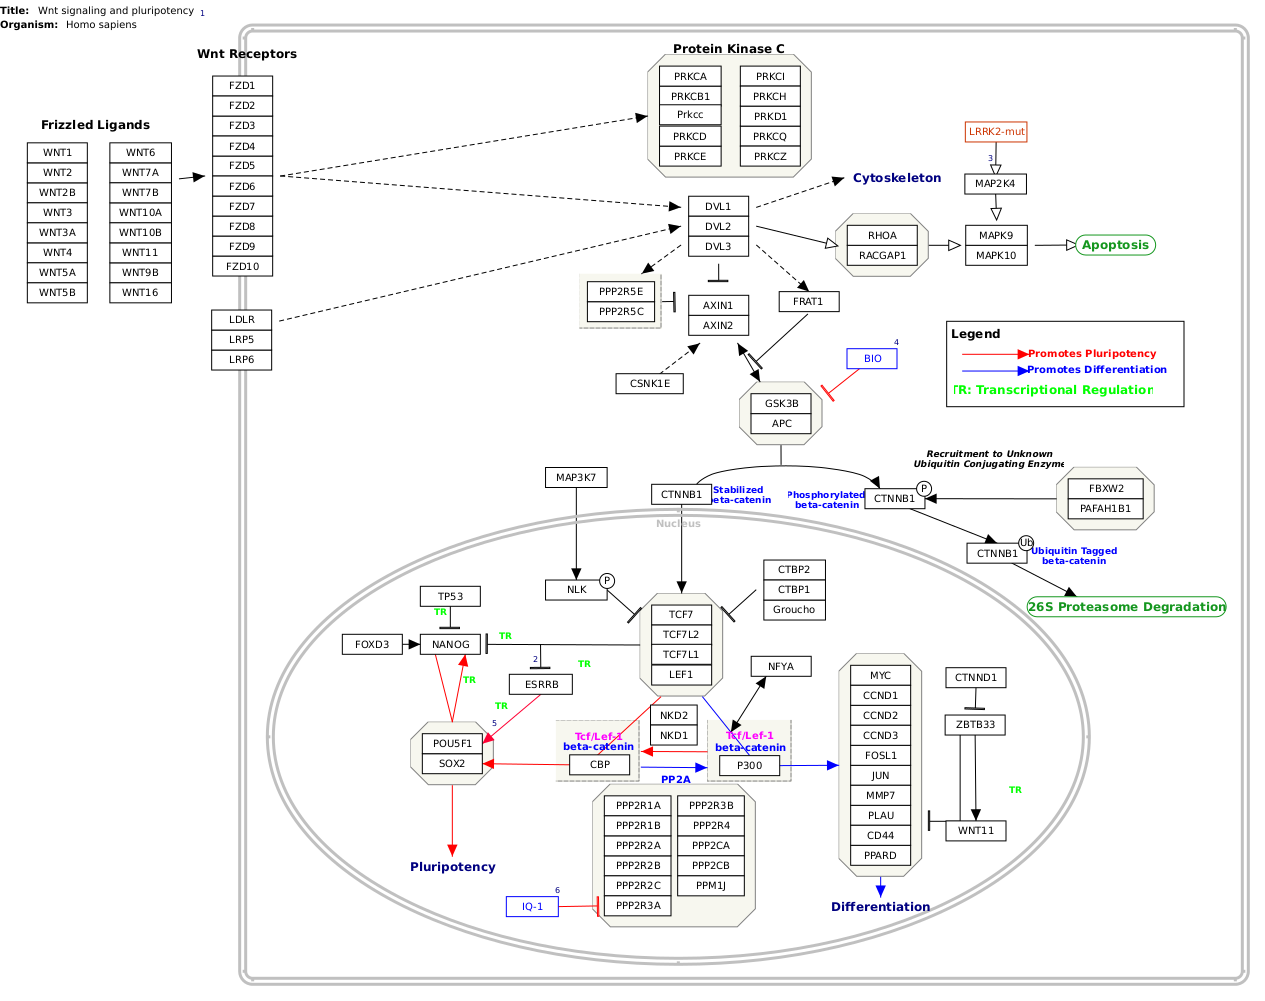 Title: Wnt signaling and pluripotency 1
Organism: Homo sapiens
Wnt Receptors
FZD1
FZD2
FZD3
FZD4
FZD5
FZD6
FZD7
FZD8
FZD9
FZD10
LDLR
LRP5
LRP6
Frizzled Ligands
WNT1
WNT2
WNT2B
WNT3
WNT3A
WNT4
WNT5A
WNT5B
WNT6
WNT7A
WNT7B
WNT10A
WNT10B
WNT11
WNT9B
WNT16
Protein Kinase C
PRKCA
PRKCB1
Prkcc
PRKCD
PRKCE
PRKCI
PRKCH
PRKD1
PRKCQ
PRKCZ
LRRK2-mut
3
MAP2K4
MAPK9
MAPK10
Apoptosis
Cytoskeleton
DVL1
DVL2
DVL3
RHOA
RACGAP1
PPP2R5E
PPP2R5C
AXIN1
AXIN2
FRAT1
CSNK1E
BIO
4
GSK3B
APC
Legend
Promotes Pluripotency
Promotes Differentiation
TR: Transcriptional Regulation
Recruitment to Unknown
Ubiquitin Conjugating Enzyme
FBXW2
PAFAH1B1
MAP3K7
CTNNB1
Stabilized
beta-catenin
Phosphorylated
beta-catenin
CTNNB1
P
CTNNB1
Ub
Ubiquitin Tagged
beta-catenin
26S Proteasome Degradation
Nucleus
NLK
P
CTBP2
CTBP1
Groucho
TP53
TR
FOXD3
NANOG
TR
TCF7
TCF7L2
TCF7L1
LEF1
2
TR
ESRRB
TR
TR
5
NFYA
NKD2
NKD1
POU5F1
SOX2
Tcf/Lef-1
beta-catenin
CBP
Tcf/Lef-1
beta-catenin
P300
PP2A
PPP2R1A
PPP2R1B
PPP2R2A
PPP2R2B
PPP2R2C
PPP2R3A
PPP2R3B
PPP2R4
PPP2CA
PPP2CB
PPM1J
IQ-1
6
Pluripotency
MYC
CCND1
CCND2
CCND3
FOSL1
JUN
MMP7
PLAU
CD44
PPARD
Differentiation
CTNND1
ZBTB33
TR
WNT11